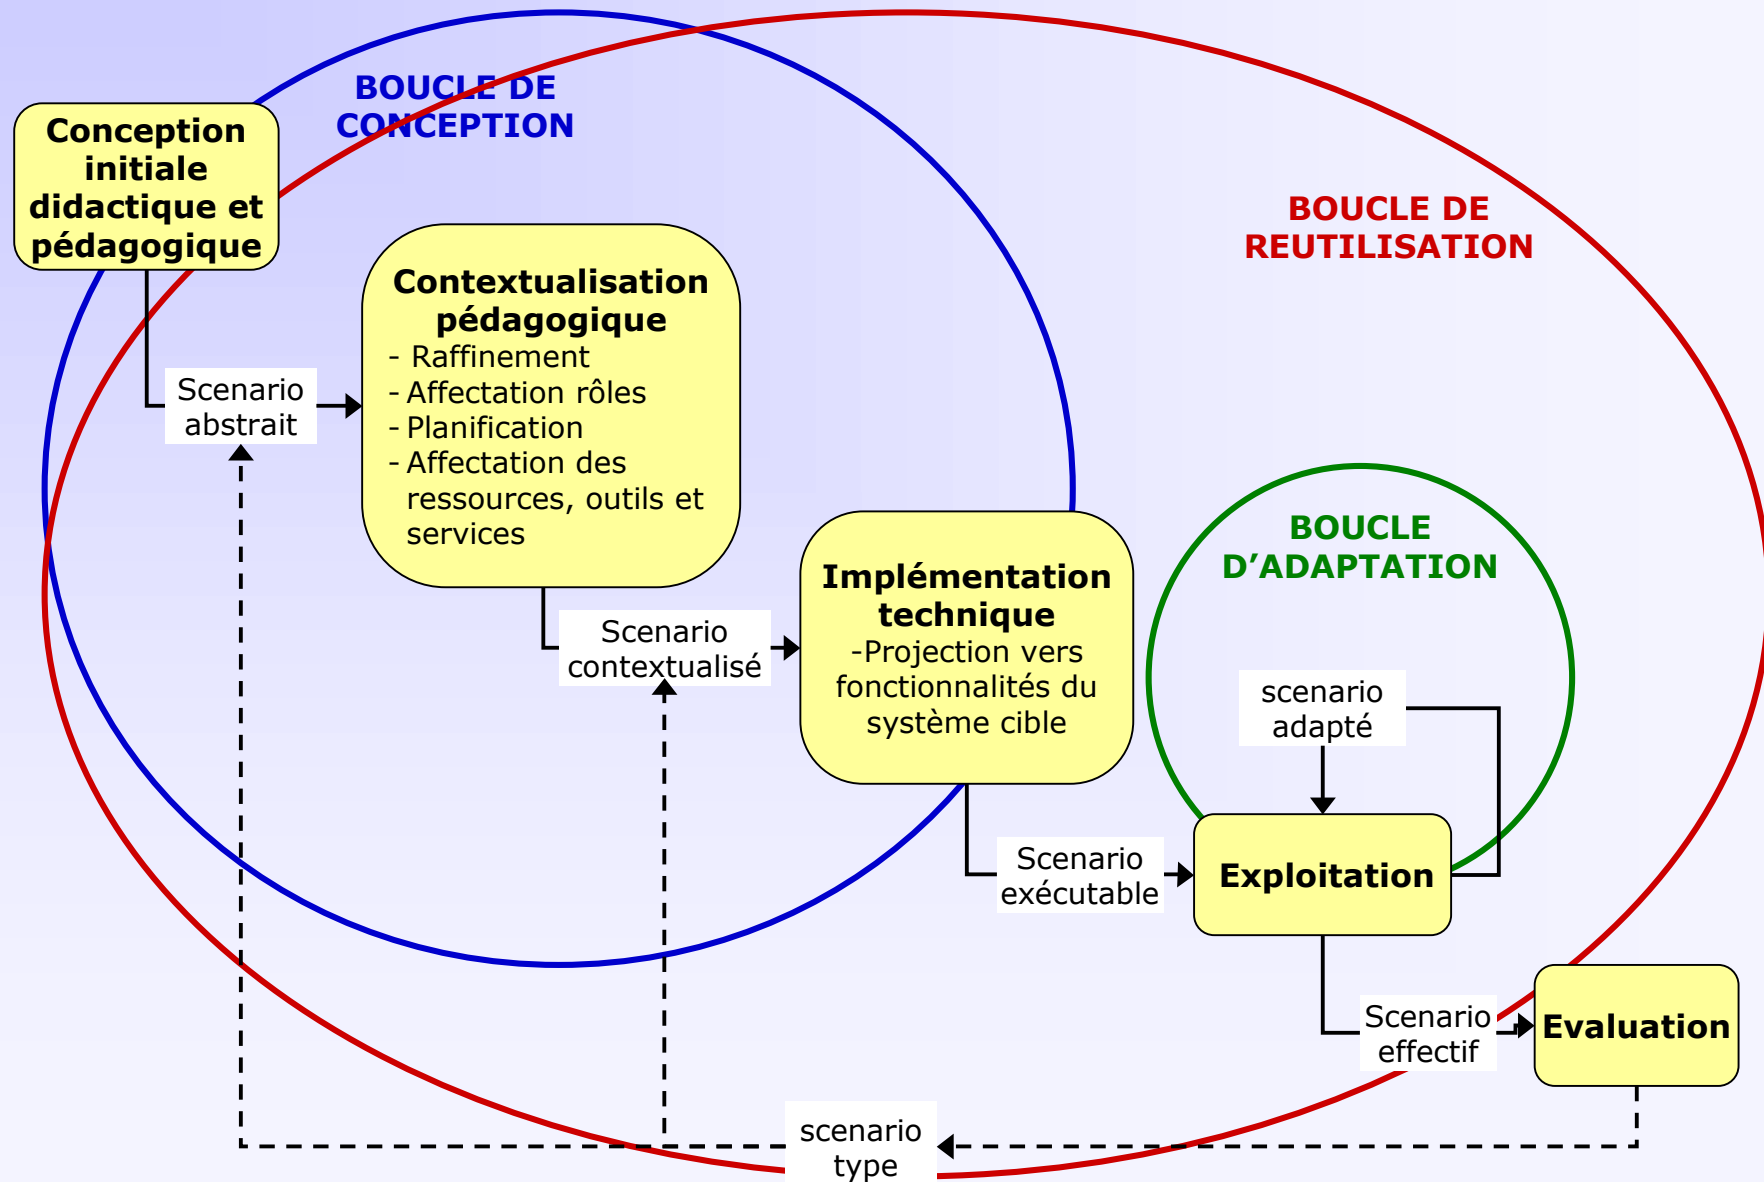 BOUCLE DE
CONCEPTION
Conception
initiale
didactique et
pédagogique
BOUCLE DE
REUTILISATION
Contextualisation
pédagogique
- Raffinement
- Affectation rôles
- Planification
- Affectation des
ressources, outils et
services
Scenario
abstrait
BOUCLE
D’ADAPTATION
Implémentation
technique
-Projection vers
fonctionnalités du
système cible
Scenario
contextualisé
scenario
adapté
Scenario
exécutable
Exploitation
Scenario
effectif
Evaluation
scenario
type